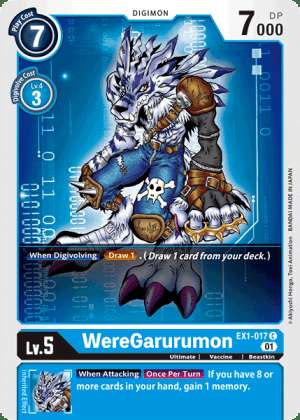 DIGIMON
Play Cost
7
7000
DP
Digivolve Cost
Lv.4
3
When Digivolving Draw 1 . (Draw 1 card from your deck.)
WereGarurumon
EX1-017 C
01
Lv.5
Ultimate | Vaccine | Beastkin
Inherited Effect
When Attacking Once Per Turn If you have 8 or
more cards in your hand, gain 1 memory.
©Akiyoshi Hongo, Toei Animation BANDAI MADE IN JAPAN